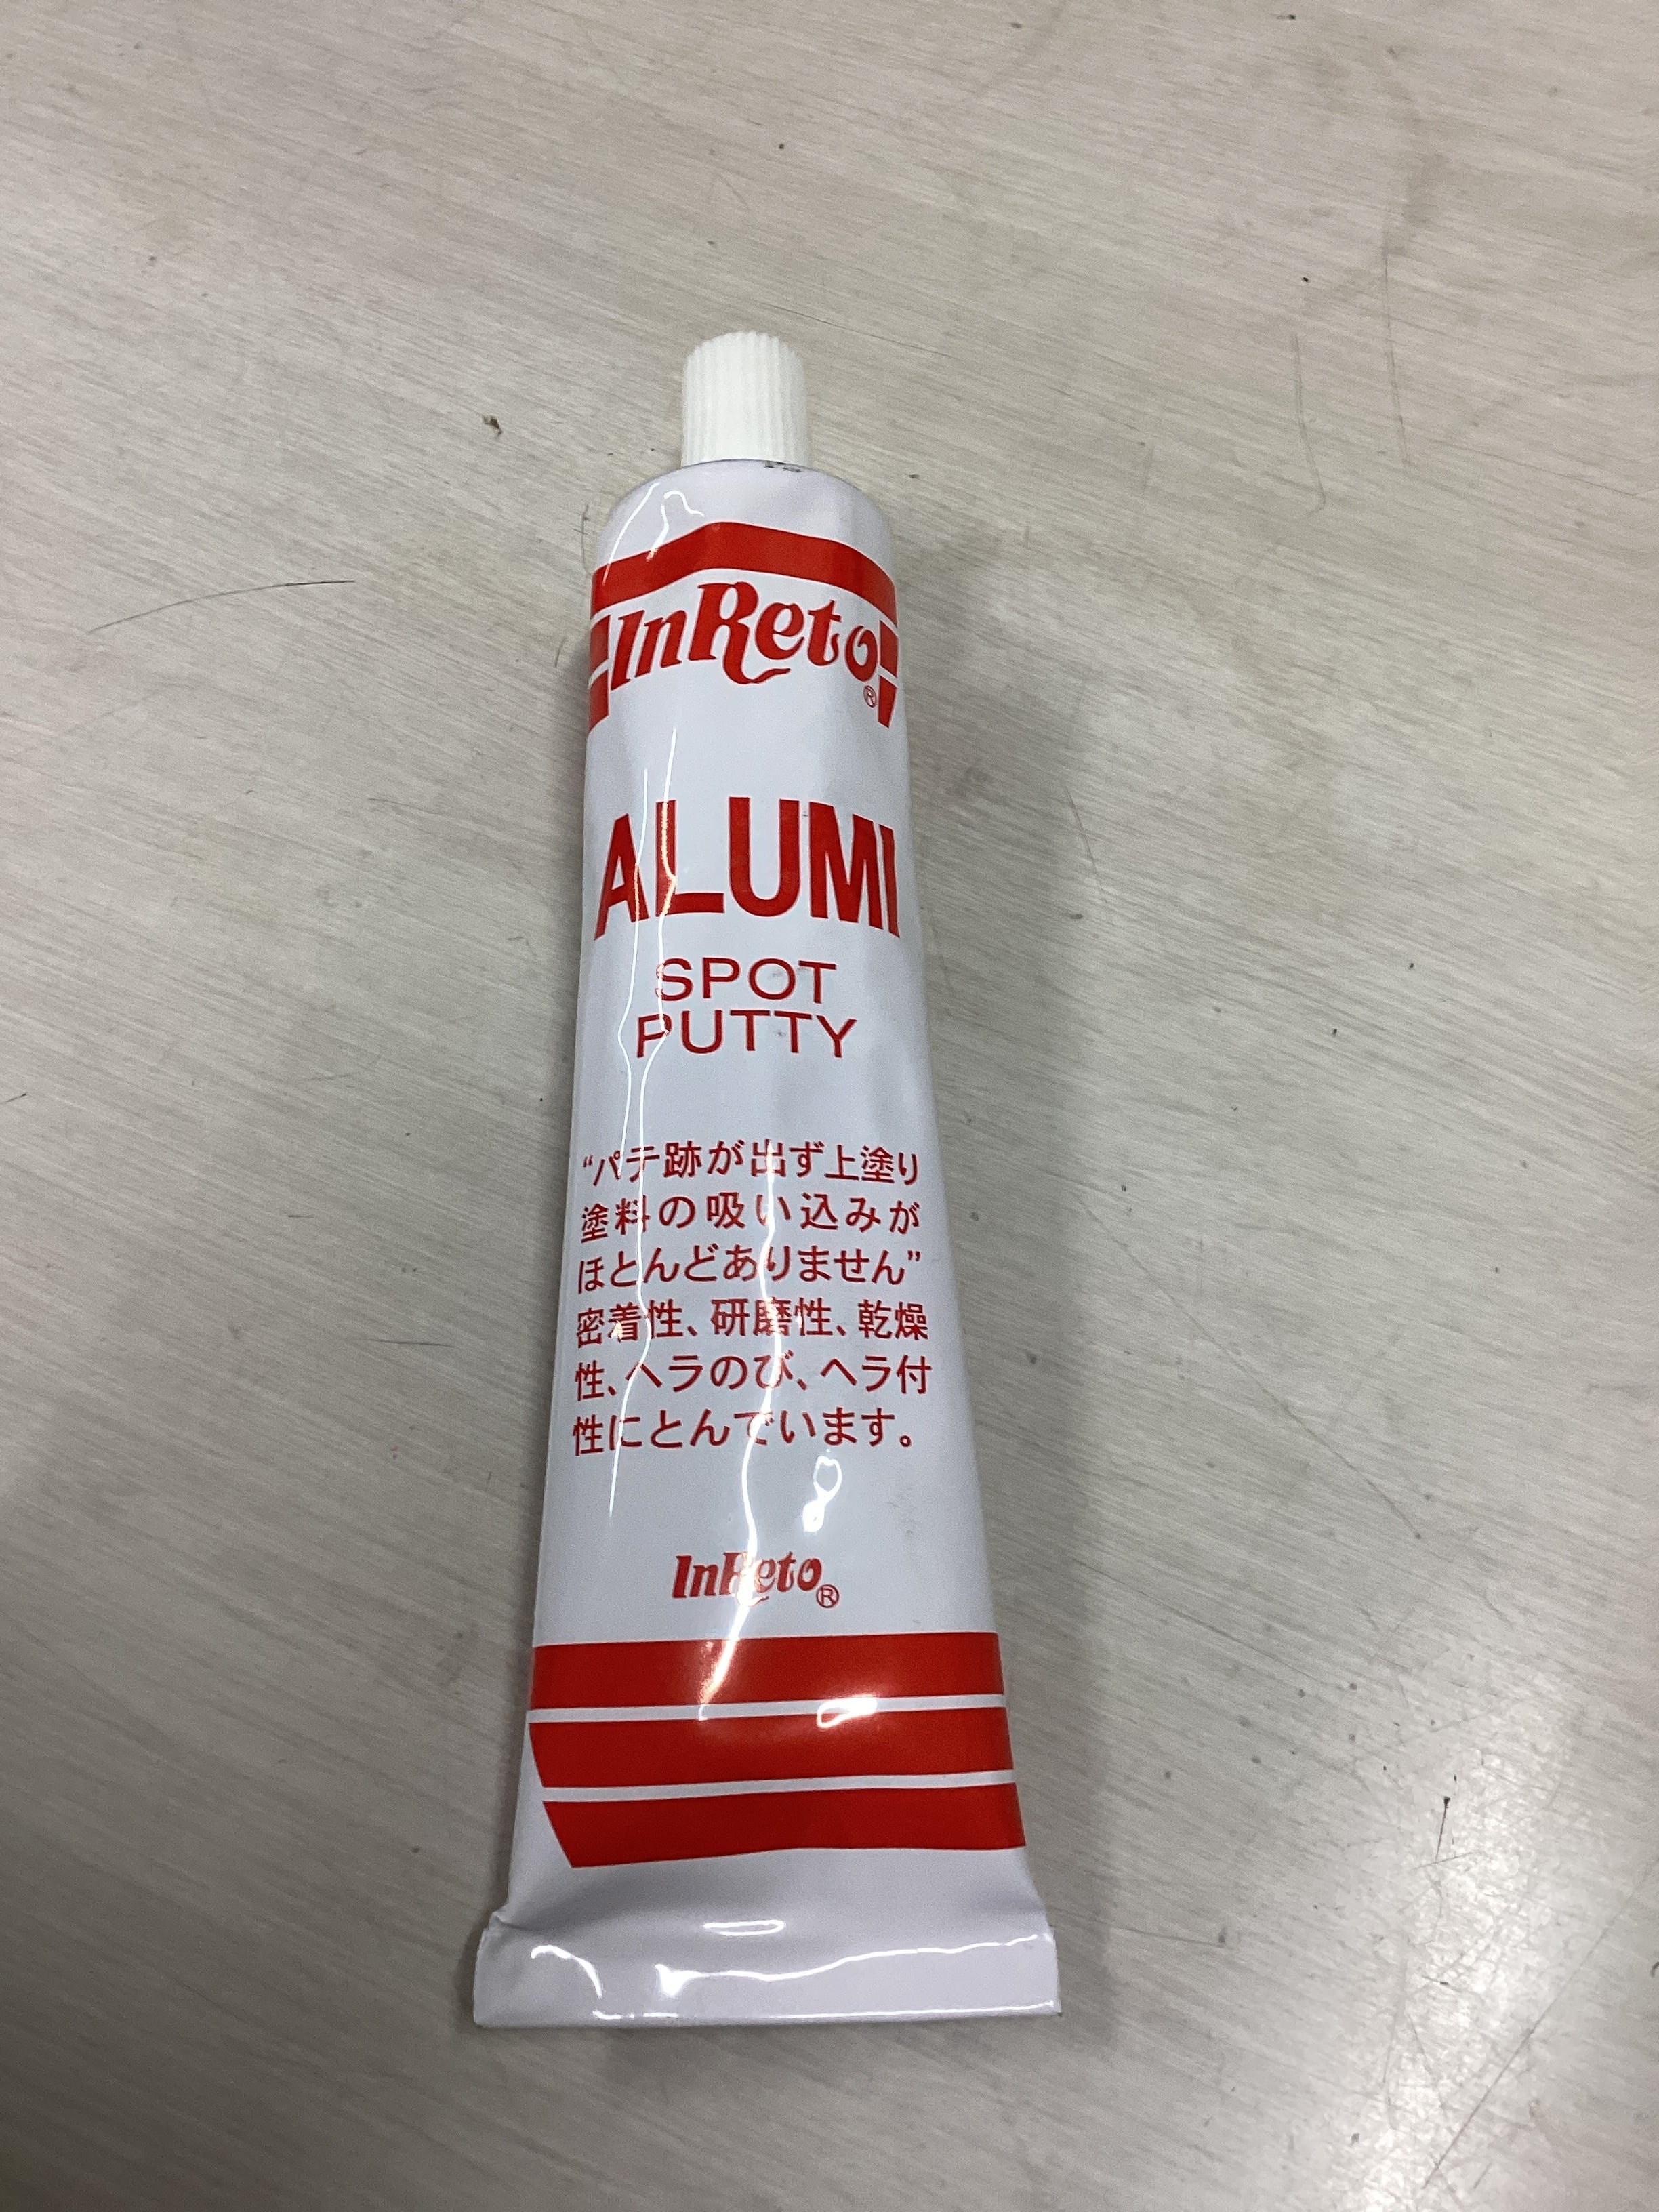 InReto®
ALUMI
SPOT
PUTTY
“パテ跡が出ず上塗り
塗料の吸い込みが
ほとんどありません”
密着性、研磨性、乾燥
性、ヘラのび、ヘラ付
性にとんでいます。
InReto®